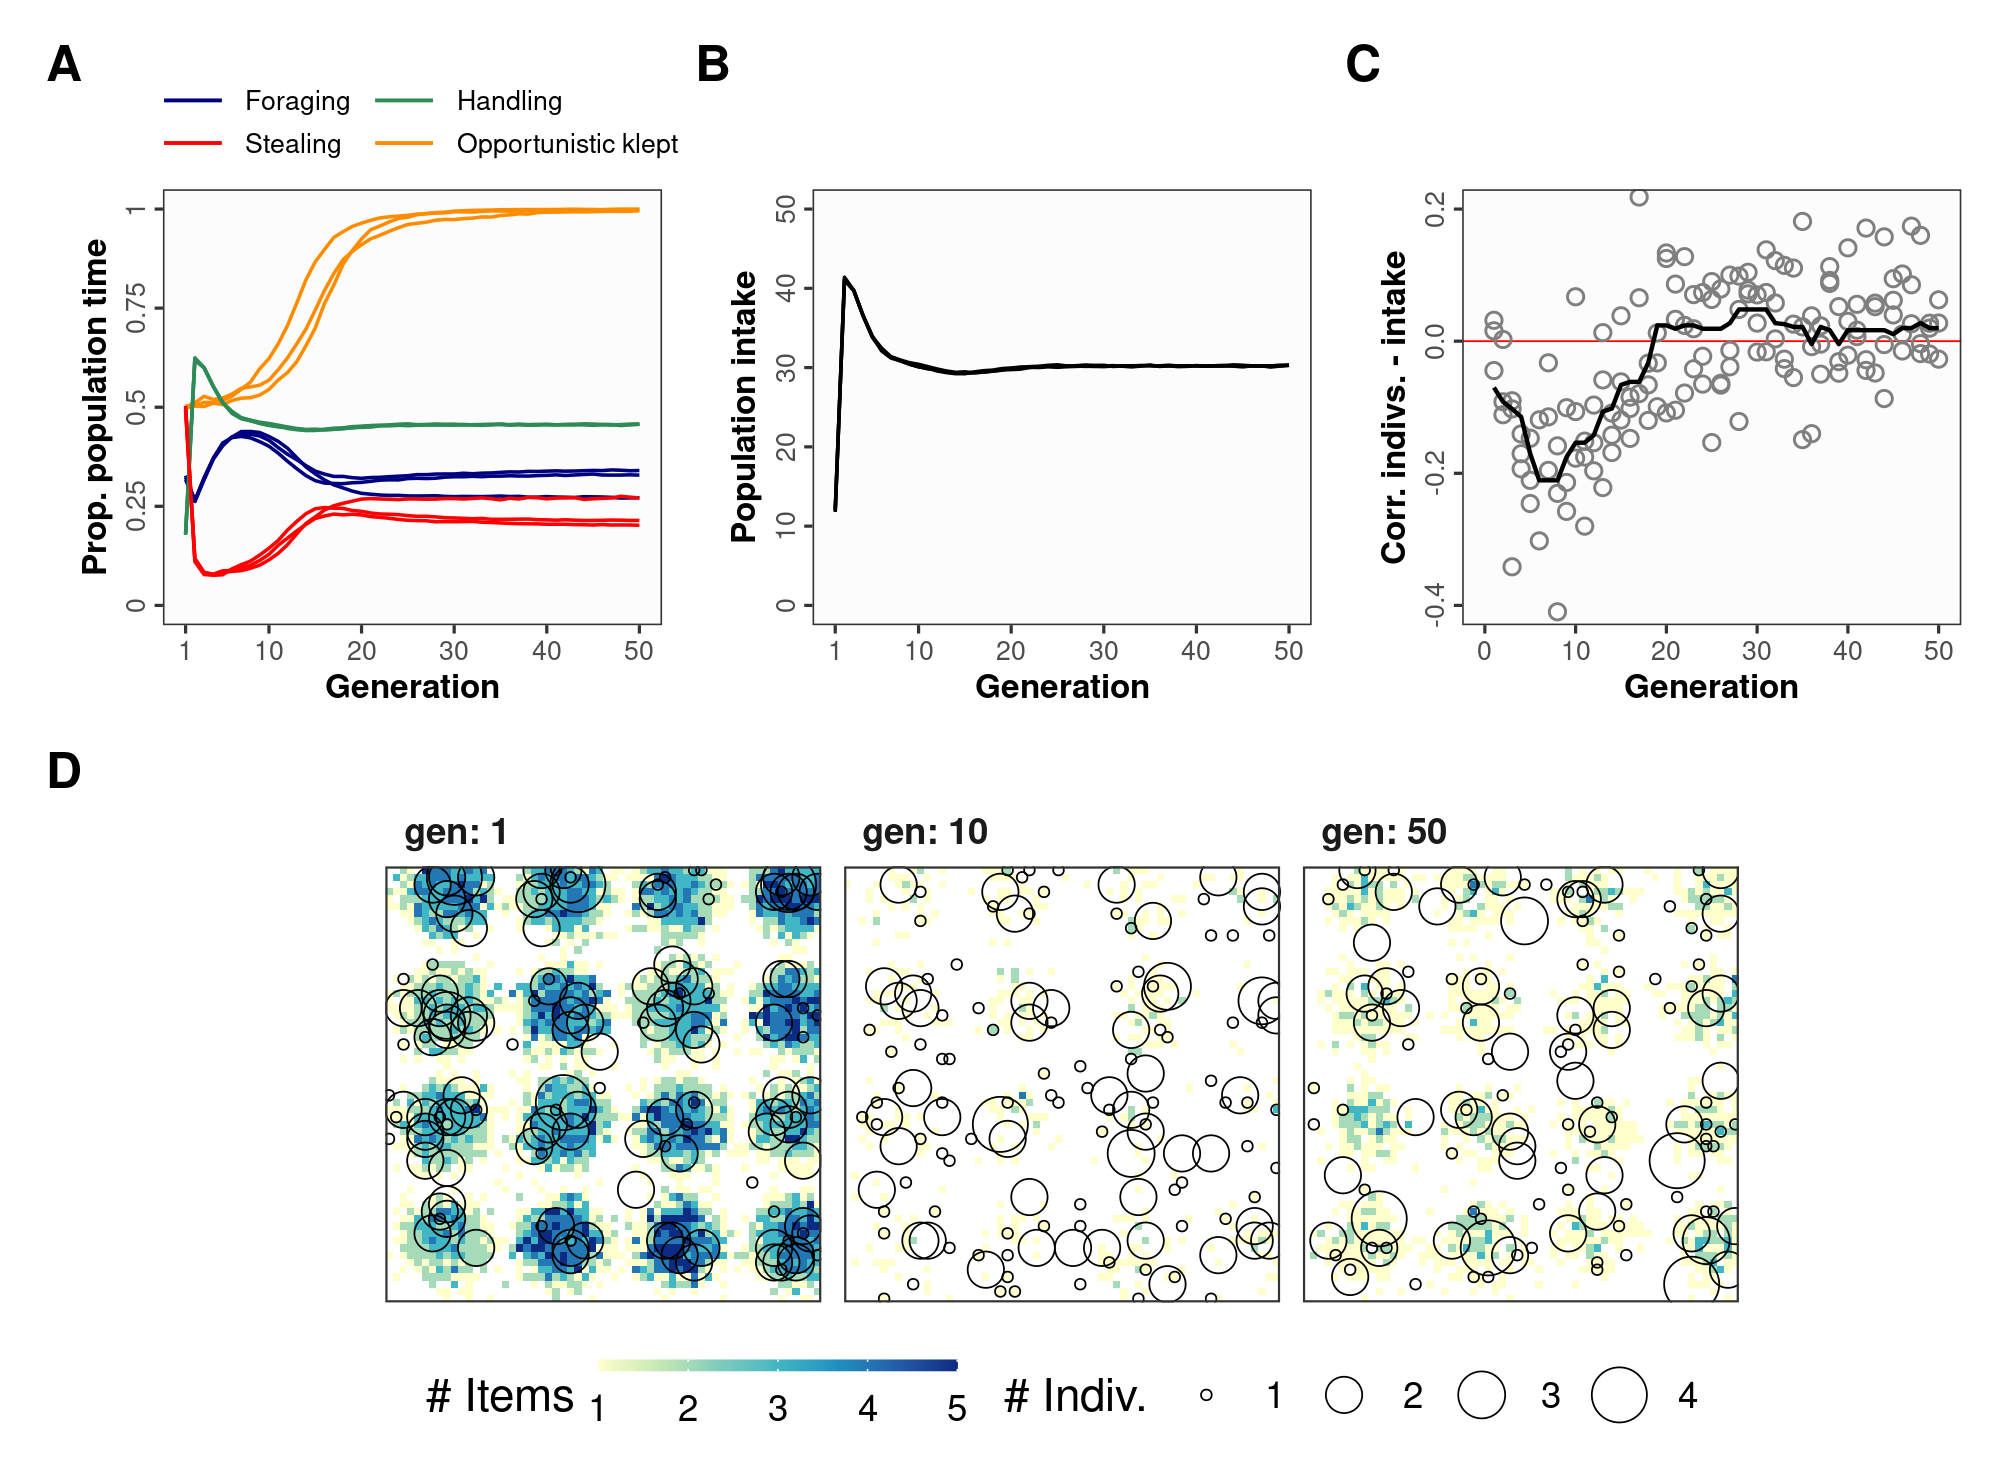 A
Foraging
Handling
Stealing
Opportunistic klept
Prop. population time
0
0.25
0.5
0.75
1
1 10 20 30 40 50
Generation
B
Population intake
0
10
20
30
40
50
1 10 20 30 40 50
Generation
C
Corr. indivs. - intake
-0.4
-0.2
0.0
0.2
0 10 20 30 40 50
Generation
D
gen: 1
gen: 10
gen: 50
# Items 1 2 3 4 5
# Indiv. 1 2 3 4